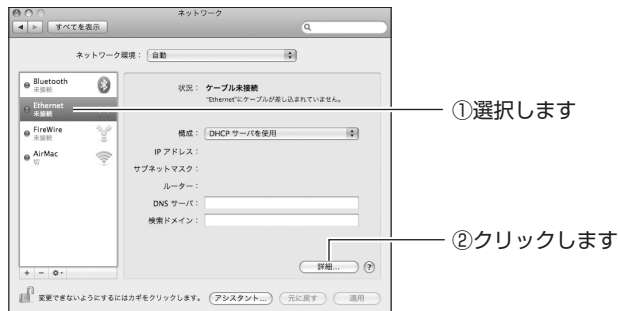 ネットワーク
すべてを表示
ネットワーク環境： 自動
Bluetooth
未接続
Ethernet
未接続
FireWire
未接続
AirMac
切
状況： ケーブル未接続
"Ethernet"にケーブルが差し込まれていません。
構成： DHCP サーバを使用
IP アドレス：
サブネットマスク：
ルーター：
DNS サーバ：
検索ドメイン：
詳細...
?
変更できないようにするにはカギをクリックします。
アシスタント...
元に戻す
適用
①選択します
②クリックします